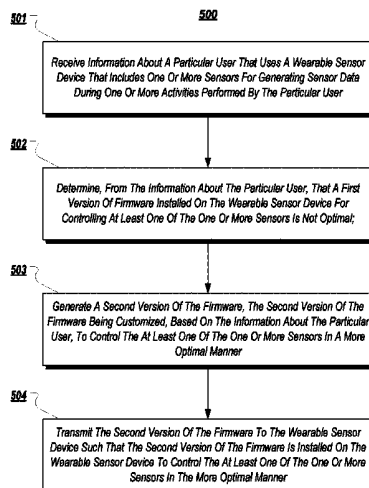 500
501
Receive Information About A Particular User That Uses A Wearable Sensor
Device That Includes One Or More Sensors For Generating Sensor Data
During One Or More Activities Performed By The Particular User
502
Determine, From The Information About The Particular User, That A First
Version Of Firmware Installed On The Wearable Sensor Device For
Controlling At Least One Of The One Or More Sensors Is Not Optimal;
503
Generate A Second Version Of The Firmware, The Second Version Of The
Firmware Being Customized, Based On The Information About The Particular
User, To Control The At Least One Of The One Or More Sensors In A More
Optimal Manner
504
Transmit The Second Version Of The Firmware To The Wearable Sensor
Device Such That The Second Version Of The Firmware Is Installed On The
Wearable Sensor Device To Control The At Least One Of The One Or More
Sensors In The More Optimal Manner